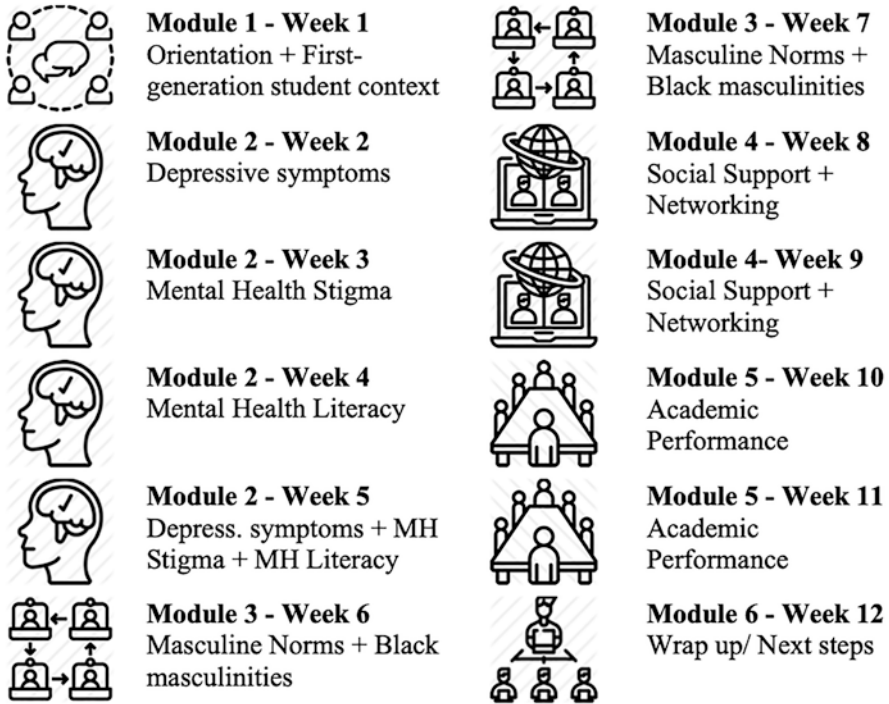 Module 1 - Week 1
Orientation + First-
generation student context
Module 2 - Week 2
Depressive symptoms
Module 2 - Week 3
Mental Health Stigma
Module 2 - Week 4
Mental Health Literacy
Module 2 - Week 5
Depress. symptoms + MH
Stigma + MH Literacy
Module 3 - Week 6
Masculine Norms + Black
masculinities
Module 3 - Week 7
Masculine Norms +
Black masculinities
Module 4 - Week 8
Social Support +
Networking
Module 4- Week 9
Social Support +
Networking
Module 5 - Week 10
Academic
Performance
Module 5 - Week 11
Academic
Performance
Module 6 - Week 12
Wrap up/ Next steps